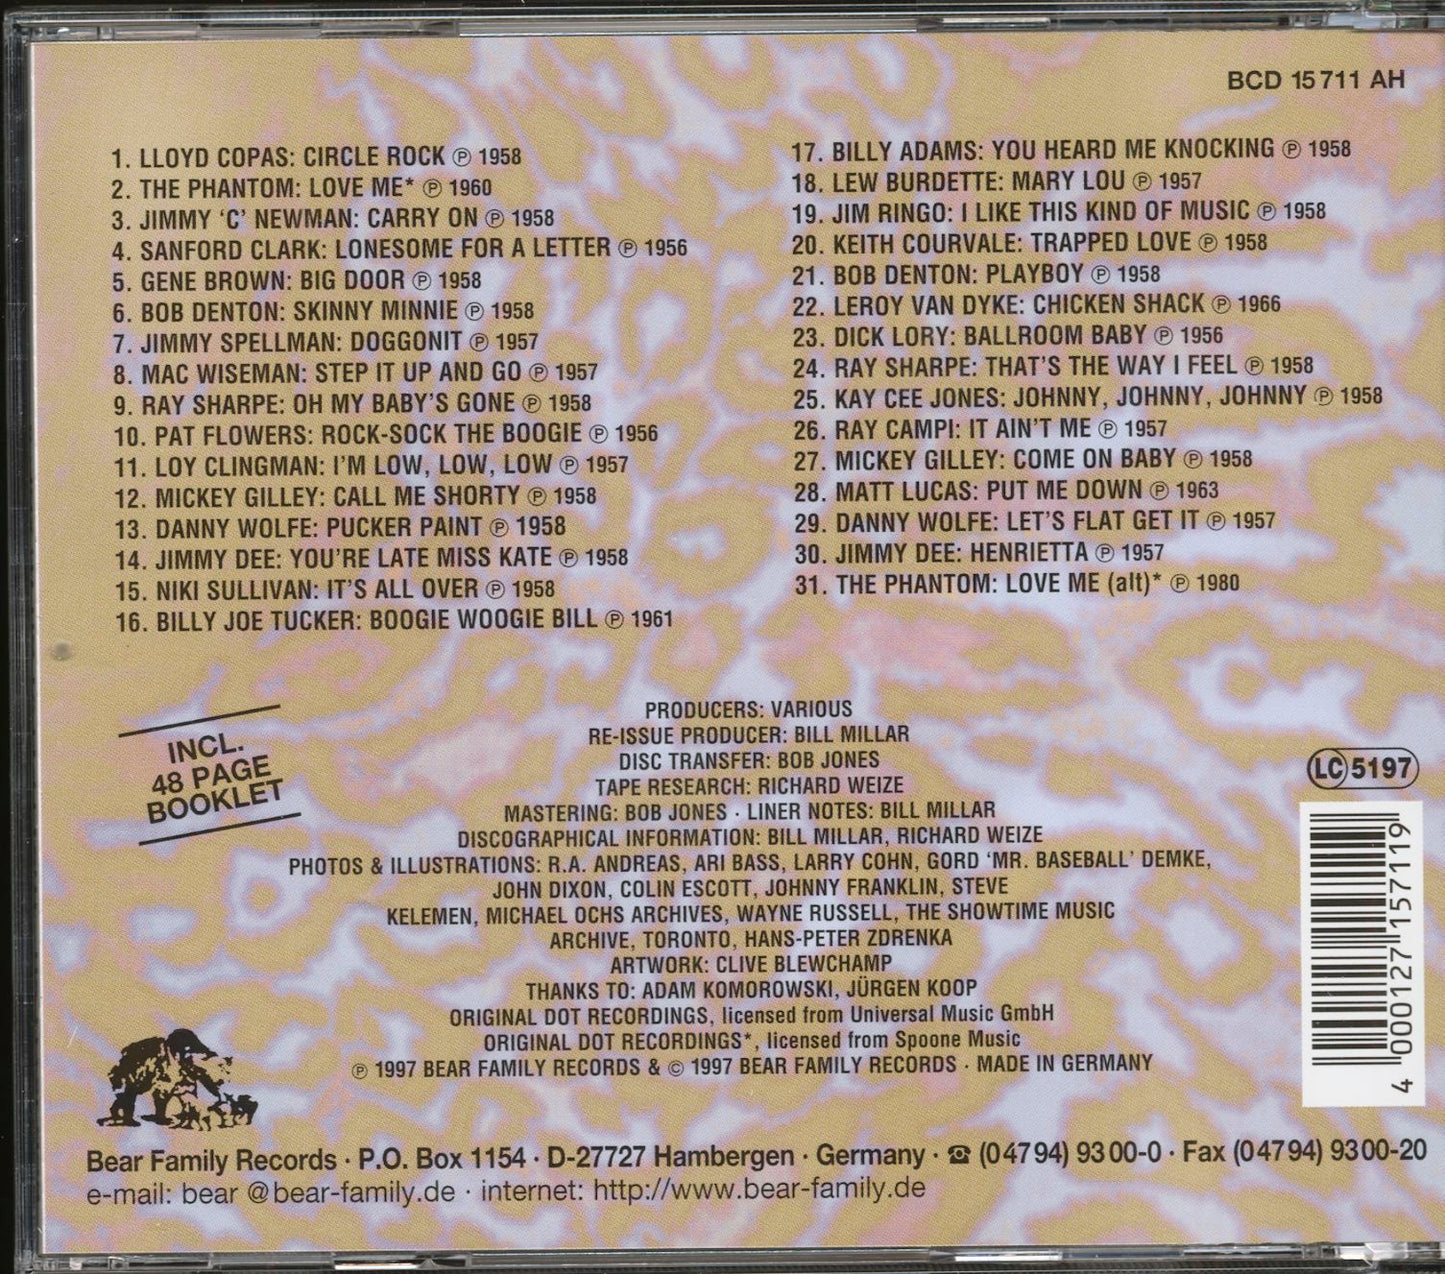 BCD 15 711 AH
1. LLOYD COPAS: CIRCLE ROCK ℗ 1958
2. THE PHANTOM: LOVE ME* ℗ 1960
3. JIMMY ‘C’ NEWMAN: CARRY ON ℗ 1958
4. SANFORD CLARK: LONESOME FOR A LETTER ℗ 1956
5. GENE BROWN: BIG DOOR ℗ 1958
6. BOB DENTON: SKINNY MINNIE ℗ 1958
7. JIMMY SPELLMAN: DOGGONIT ℗ 1957
8. MAC WISEMAN: STEP IT UP AND GO ℗ 1957
9. RAY SHARPE: OH MY BABY’S GONE ℗ 1958
10. PAT FLOWERS: ROCK-SOCK THE BOOGIE ℗ 1956
11. LOY CLINGMAN: I’M LOW, LOW, LOW ℗ 1957
12. MICKEY GILLEY: CALL ME SHORTY ℗ 1958
13. DANNY WOLFE: PUCKER PAINT ℗ 1958
14. JIMMY DEE: YOU’RE LATE MISS KATE ℗ 1958
15. NIKI SULLIVAN: IT’S ALL OVER ℗ 1958
16. BILLY JOE TUCKER: BOOGIE WOOGIE BILL ℗ 1961
17. BILLY ADAMS: YOU HEARD ME KNOCKING ℗ 1958
18. LEW BURDETTE: MARY LOU ℗ 1957
19. JIM RINGO: I LIKE THIS KIND OF MUSIC ℗ 1958
20. KEITH COURVALE: TRAPPED LOVE ℗ 1958
21. BOB DENTON: PLAYBOY ℗ 1958
22. LEROY VAN DYKE: CHICKEN SHACK ℗ 1966
23. DICK LORY: BALLROOM BABY ℗ 1956
24. RAY SHARPE: THAT’S THE WAY I FEEL ℗ 1958
25. KAY CEE JONES: JOHNNY, JOHNNY, JOHNNY ℗ 1958
26. RAY CAMPI: IT AIN’T ME ℗ 1957
27. MICKEY GILLEY: COME ON BABY ℗ 1958
28. MATT LUCAS: PUT ME DOWN ℗ 1963
29. DANNY WOLFE: LET’S FLAT GET IT ℗ 1957
30. JIMMY DEE: HENRIETTA ℗ 1957
31. THE PHANTOM: LOVE ME (alt)* ℗ 1980
INCL.
48 PAGE
BOOKLET
PRODUCERS: VARIOUS
RE-ISSUE PRODUCER: BILL MILLAR
DISC TRANSFER: BOB JONES
TAPE RESEARCH: RICHARD WEIZE
MASTERING: BOB JONES · LINER NOTES: BILL MILLAR
DISCOGRAPHICAL INFORMATION: BILL MILLAR, RICHARD WEIZE
PHOTOS & ILLUSTRATIONS: R.A. ANDREAS, ARI BASS, LARRY COHN, GORD ‘MR. BASEBALL’ DEMKE,
JOHN DIXON, COLIN ESCOTT, JOHNNY FRANKLIN, STEVE
KELEMEN, MICHAEL OCHS ARCHIVES, WAYNE RUSSELL, THE SHOWTIME MUSIC
ARCHIVE, TORONTO, HANS-PETER ZDRENKA
ARTWORK: CLIVE BLEWCHAMP
THANKS TO: ADAM KOMOROWSKI, JÜRGEN KOOP
ORIGINAL DOT RECORDINGS, licensed from Universal Music GmbH
ORIGINAL DOT RECORDINGS*, licensed from Spoone Music
℗ 1997 BEAR FAMILY RECORDS & © 1997 BEAR FAMILY RECORDS · MADE IN GERMANY
LC 5197
4 000127 157119
Bear Family Records · P.O. Box 1154 · D-27727 Hambergen · Germany · ☎ (0 47 94) 93 00-0 · Fax (0 47 94) 93 00-20
e-mail: bear @ bear-family.de · internet: http://www.bear-family.de